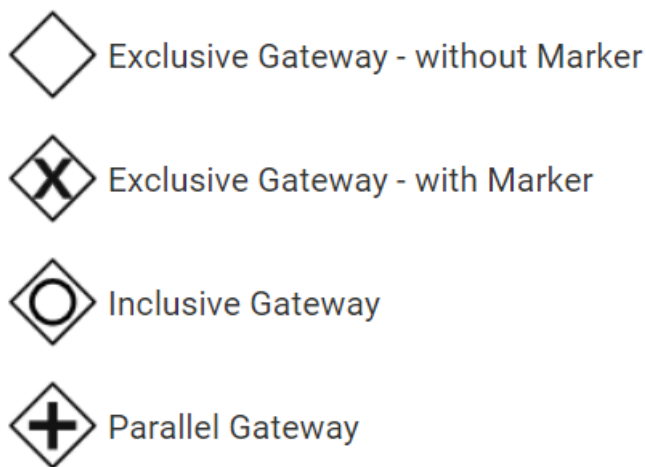 Exclusive Gateway - without Marker
X Exclusive Gateway - with Marker
Inclusive Gateway
Parallel Gateway